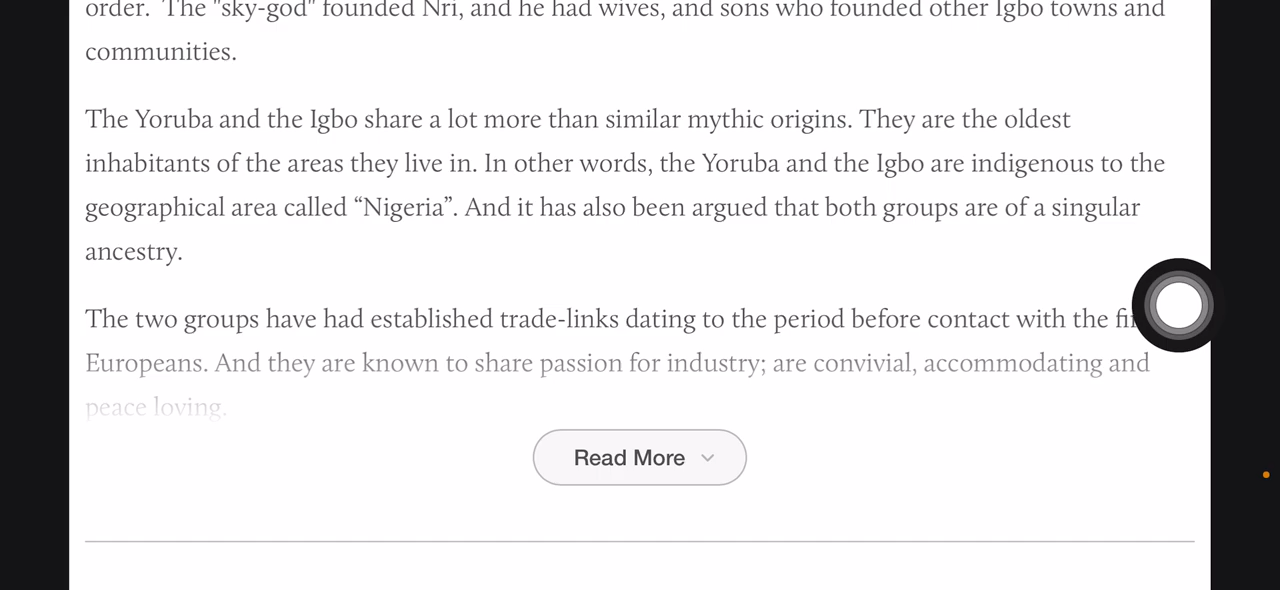 order.  The "sky-god" founded Nri, and he had wives, and sons who founded other Igbo towns and
communities.
The Yoruba and the Igbo share a lot more than similar mythic origins. They are the oldest
inhabitants of the areas they live in. In other words, the Yoruba and the Igbo are indigenous to the
geographical area called “Nigeria”. And it has also been argued that both groups are of a singular
ancestry.
The two groups have had established trade-links dating to the period before contact with the
Europeans. And they are known to share passion for industry; are convivial, accommodating and
peace loving.
Read More